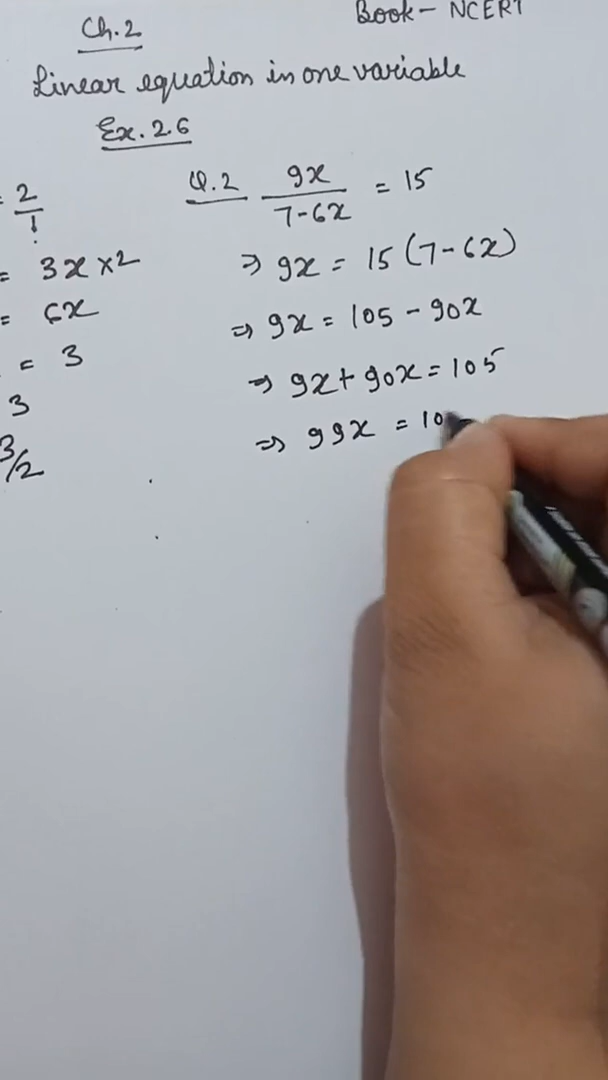 Book - NCERT
Ch.2
Linear equation in one variable
Ex. 2.6
= 2/1
= 3x × 2
= 6x
= 3
3
3/2
Q.2 9x/(7-6x) = 15
⇒ 9x = 15 (7-6x)
⇒ 9x = 105 - 90x
⇒ 9x + 90x = 105
⇒ 99x = 10